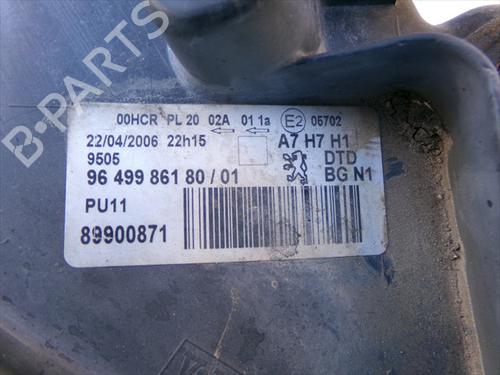 00HCR PL 20 02A 01 1a E2 05702
22/04/2006 22h15 A7 H7 H1
9505 DTD
96 499 861 80 / 01 BG N1
PU11
89900871
B-PARTS